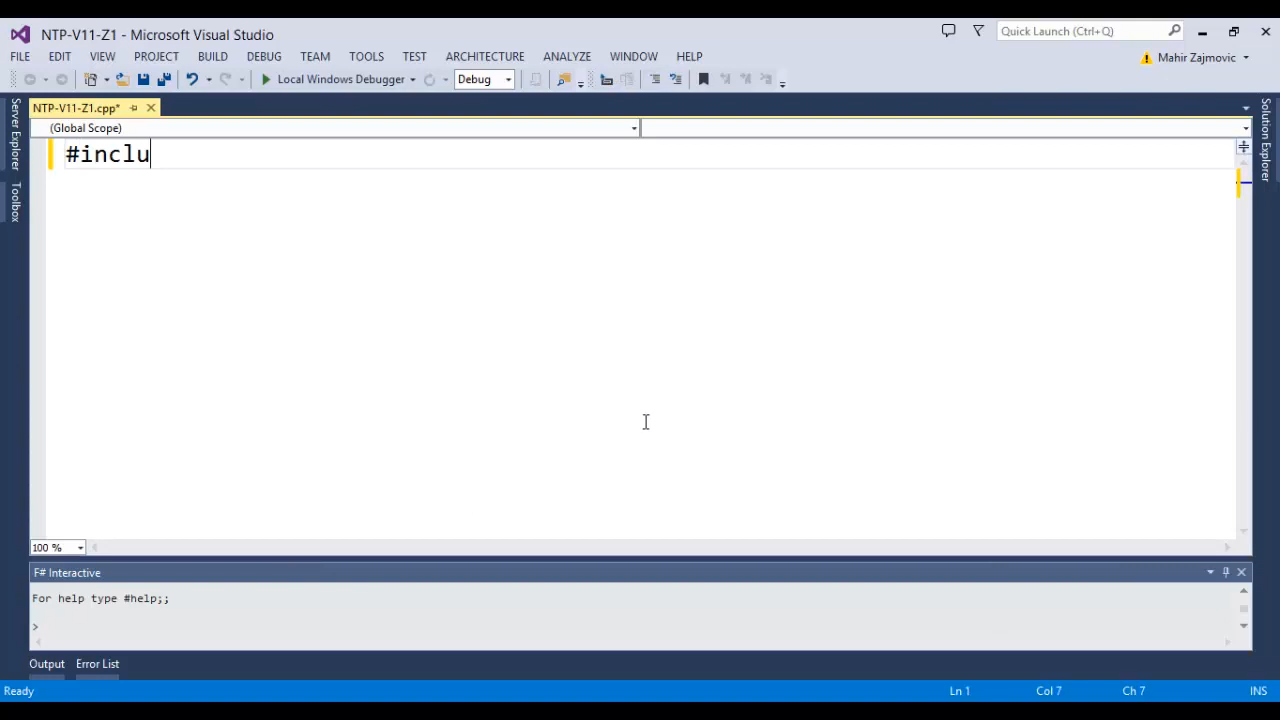 NTP-V11-Z1 - Microsoft Visual Studio
Quick Launch (Ctrl+Q)
FILE EDIT VIEW PROJECT BUILD DEBUG TEAM TOOLS TEST ARCHITECTURE ANALYZE WINDOW HELP
Mahir Zajmovic
Local Windows Debugger
Debug
NTP-V11-Z1.cpp*
(Global Scope)
#inclu
Server Explorer
Toolbox
Solution Explorer
100 %
F# Interactive
For help type #help;;
>
Output Error List
Ready
Ln 1 Col 7 Ch 7 INS